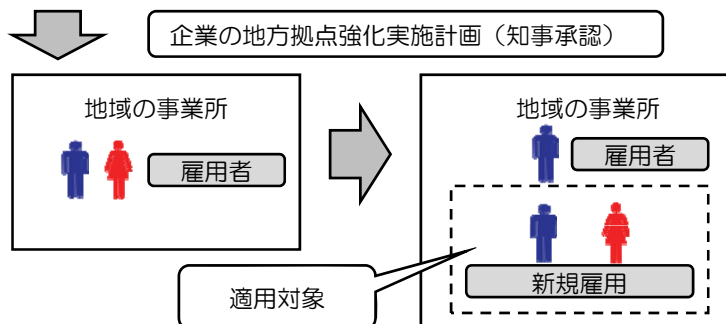 企業の地方拠点強化実施計画（知事承認）
地域の事業所
雇用者
地域の事業所
雇用者
新規雇用
適用対象